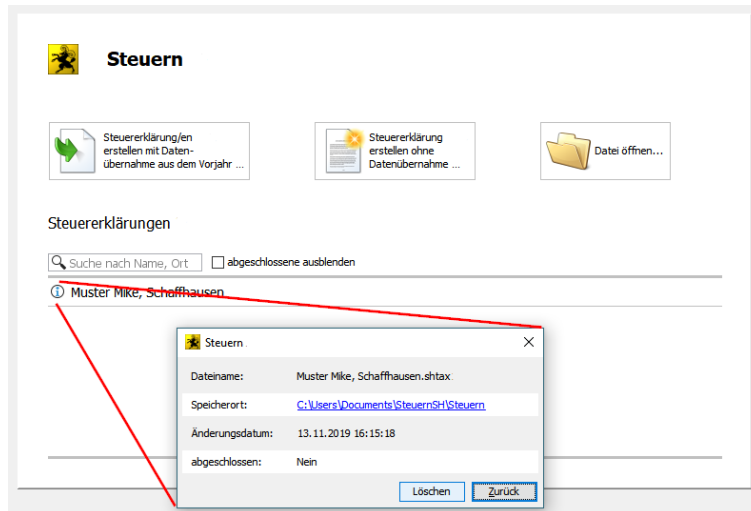 Steuern
Steuererklärung/en
erstellen mit Daten-
übernahme aus dem Vorjahr ...
Steuererklärung
erstellen ohne
Datenübernahme ...
Datei öffnen...
Steuererklärungen
Suche nach Name, Ort
abgeschlossene ausblenden
Muster Mike, Schaffhausen
Steuern
Dateiname: Muster Mike, Schaffhausen.shtax
Speicherort: C:\Users\Documents\SteuernSH\Steuern
Änderungsdatum: 13.11.2019 16:15:18
abgeschlossen: Nein
Löschen Zurück